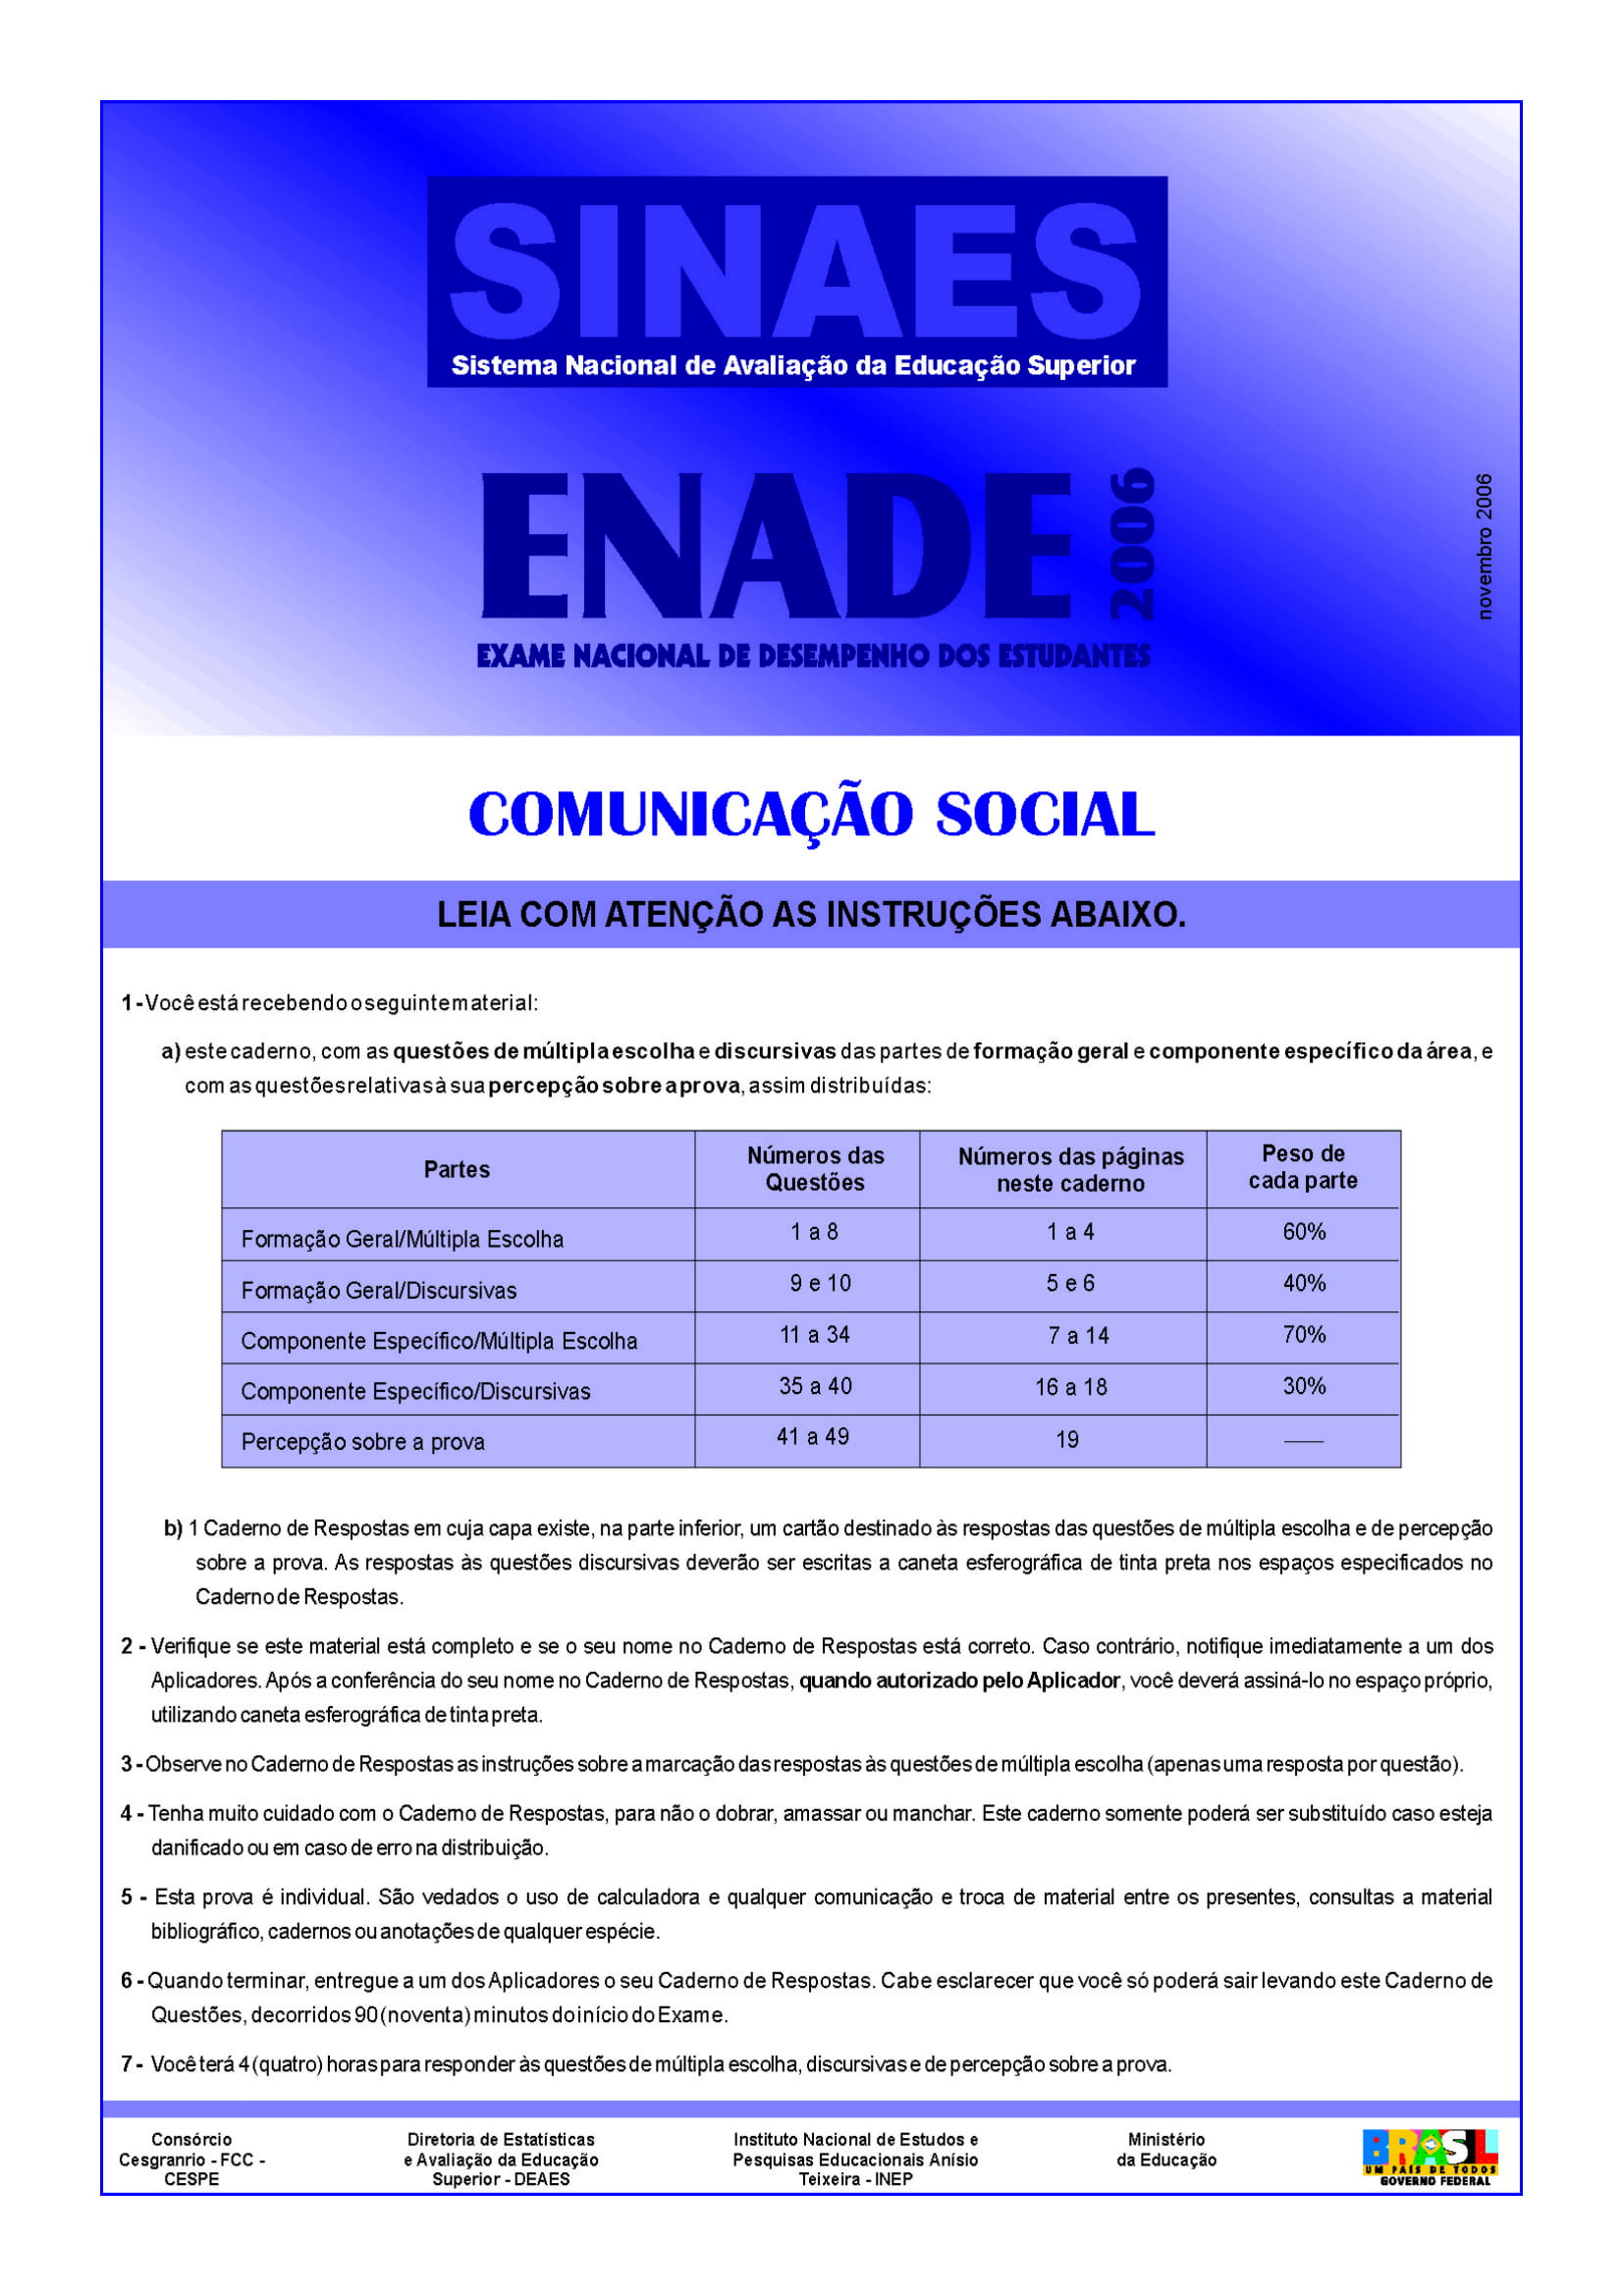 SINAES
Sistema Nacional de Avaliação da Educação Superior
ENADE 2006
EXAME NACIONAL DE DESEMPENHO DOS ESTUDANTES
novembro 2006
COMUNICAÇÃO SOCIAL
LEIA COM ATENÇÃO AS INSTRUÇÕES ABAIXO.
1 - Você está recebendo o seguinte material:
a) este caderno, com as questões de múltipla escolha e discursivas das partes de formação geral e componente específico da área, e
com as questões relativas à sua percepção sobre a prova, assim distribuídas:
Partes
Números das
Questões
Números das páginas
neste caderno
Peso de
cada parte
Formação Geral/Múltipla Escolha 1 a 8 1 a 4 60%
Formação Geral/Discursivas 9 e 10 5 e 6 40%
Componente Específico/Múltipla Escolha 11 a 34 7 a 14 70%
Componente Específico/Discursivas 35 a 40 16 a 18 30%
Percepção sobre a prova 41 a 49 19 ——
b) 1 Caderno de Respostas em cuja capa existe, na parte inferior, um cartão destinado às respostas das questões de múltipla escolha e de percepção
sobre a prova. As respostas às questões discursivas deverão ser escritas a caneta esferográfica de tinta preta nos espaços especificados no
Caderno de Respostas.
2 - Verifique se este material está completo e se o seu nome no Caderno de Respostas está correto. Caso contrário, notifique imediatamente a um dos
Aplicadores. Após a conferência do seu nome no Caderno de Respostas, quando autorizado pelo Aplicador, você deverá assiná-lo no espaço próprio,
utilizando caneta esferográfica de tinta preta.
3 - Observe no Caderno de Respostas as instruções sobre a marcação das respostas às questões de múltipla escolha (apenas uma resposta por questão).
4 - Tenha muito cuidado com o Caderno de Respostas, para não o dobrar, amassar ou manchar. Este caderno somente poderá ser substituído caso esteja
danificado ou em caso de erro na distribuição.
5 - Esta prova é individual. São vedados o uso de calculadora e qualquer comunicação e troca de material entre os presentes, consultas a material
bibliográfico, cadernos ou anotações de qualquer espécie.
6 - Quando terminar, entregue a um dos Aplicadores o seu Caderno de Respostas. Cabe esclarecer que você só poderá sair levando este Caderno de
Questões, decorridos 90 (noventa) minutos do início do Exame.
7 - Você terá 4 (quatro) horas para responder às questões de múltipla escolha, discursivas e de percepção sobre a prova.
Consórcio
Cesgranrio - FCC -
CESPE
Diretoria de Estatísticas
e Avaliação da Educação
Superior - DEAES
Instituto Nacional de Estudos e
Pesquisas Educacionais Anísio
Teixeira - INEP
Ministério
da Educação
BRASIL
UM PAÍS DE TODOS
GOVERNO FEDERAL